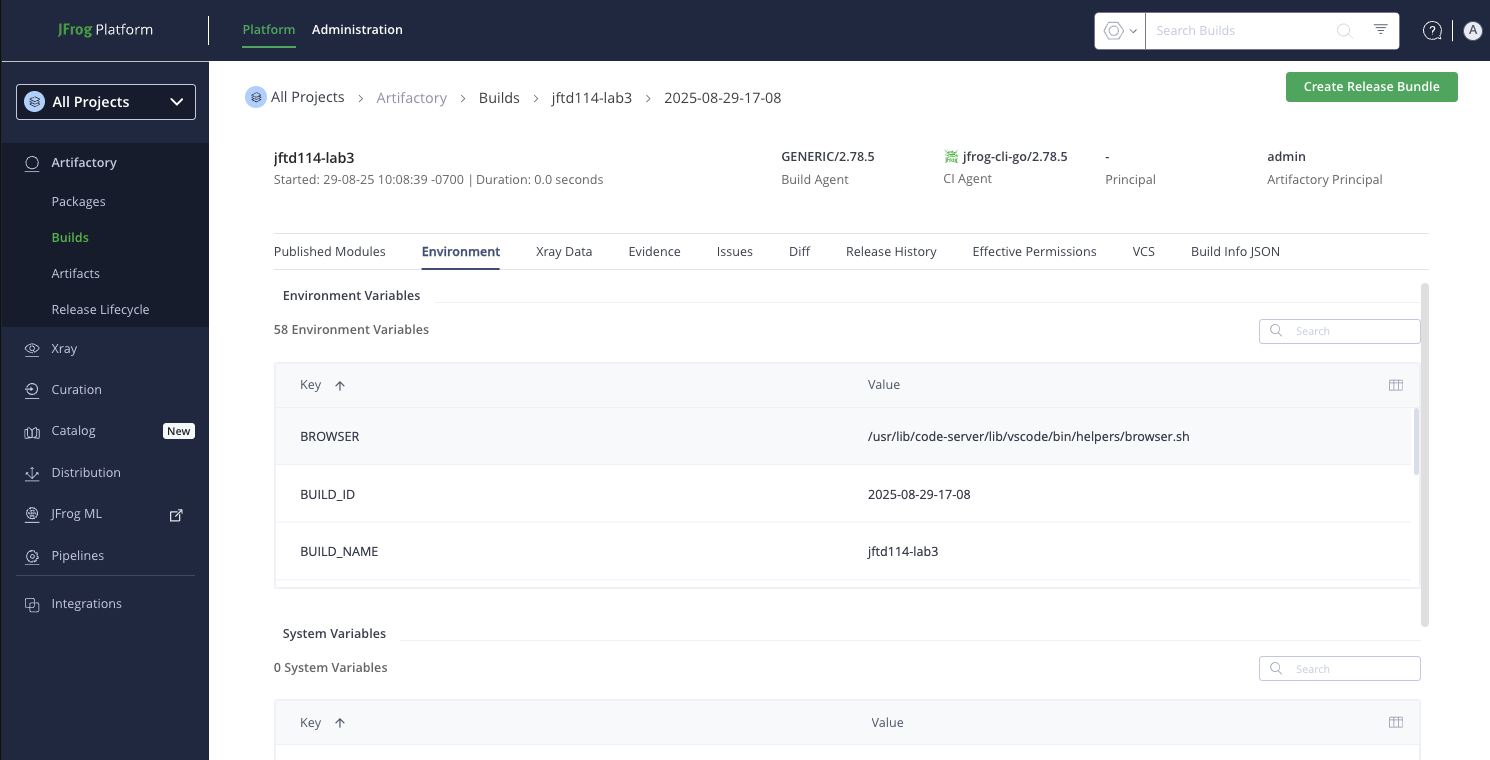 JFrog Platform
Platform Administration
Search Builds
A
All Projects
Artifactory
Packages
Builds
Artifacts
Release Lifecycle
Xray
Curation
Catalog New
Distribution
JFrog ML
Pipelines
Integrations
All Projects > Artifactory > Builds > jftd114-lab3 > 2025-08-29-17-08
Create Release Bundle
jftd114-lab3
Started: 29-08-25 10:08:39 -0700 | Duration: 0.0 seconds
GENERIC/2.78.5
Build Agent
jfrog-cli-go/2.78.5
CI Agent
-
Principal
admin
Artifactory Principal
Published Modules Environment Xray Data Evidence Issues Diff Release History Effective Permissions VCS Build Info JSON
Environment Variables
58 Environment Variables
Search
Key Value
BROWSER /usr/lib/code-server/lib/vscode/bin/helpers/browser.sh
BUILD_ID 2025-08-29-17-08
BUILD_NAME jftd114-lab3
System Variables
0 System Variables
Search
Key Value